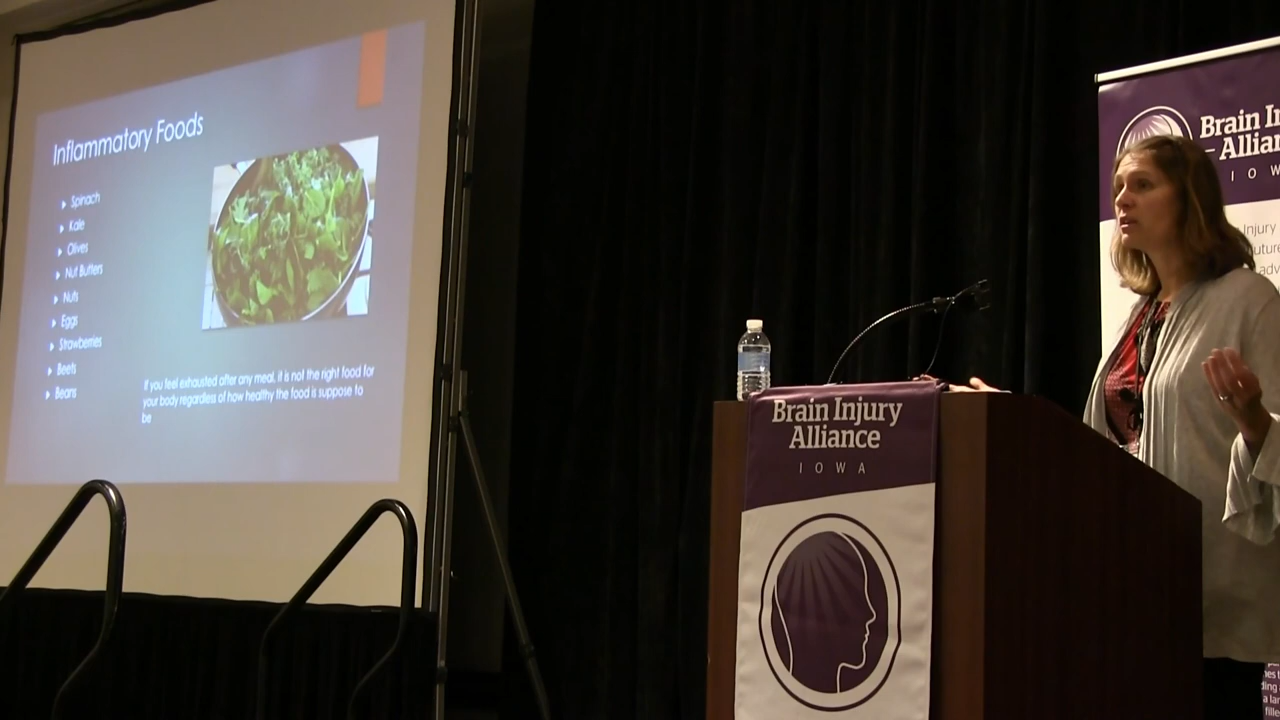 Inflammatory Foods
Spinach
Kale
Olives
Nut Butters
Nuts
Eggs
Strawberries
Beets
Beans
If you feel exhausted after any meal, it is not the right food for
your body regardless of how healthy the food is suppose to
be
Brain Injury
Alliance
IOWA
Brain
Allian
IOW
Injury